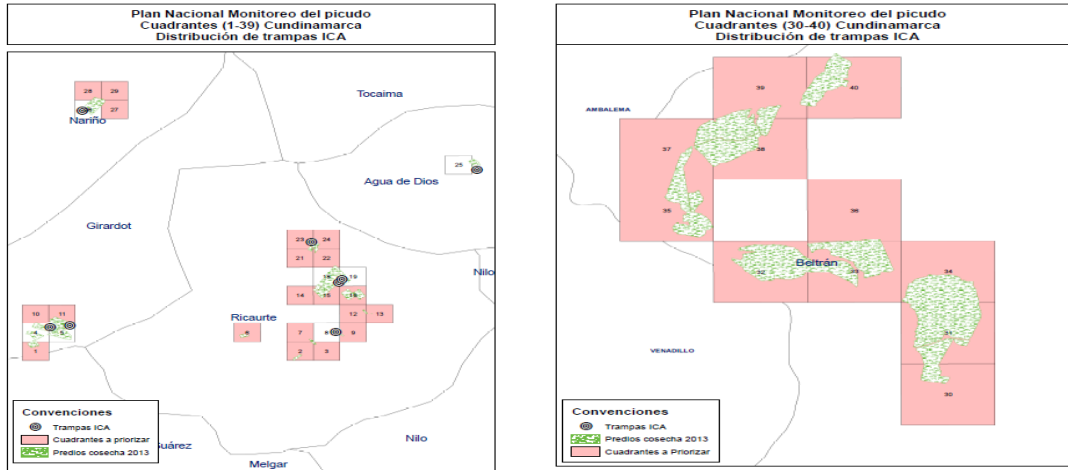 Plan Nacional Monitoreo del picudo
Cuadrantes (1-39) Cundinamarca
Distribución de trampas ICA
28 29
27
Nariño
Tocaima
25
Agua de Dios
Girardot
23 24
21 22
19
Nilo
14 15 18
10 11
Ricaurte
12 13
4 5
6
7 8 9
1
2 3
Convenciones
Trampas ICA
Cuadrantes a priorizar
Predios cosecha 2013
Suárez
Nilo
Melgar
Plan Nacional Monitoreo del picudo
Cuadrantes (30-40) Cundinamarca
Distribución de trampas ICA
39 40
AMBALEMA
37 38
35 36
Beltrán
32 33 34
31
VENADILLO
30
Convenciones
Trampas ICA
Predios cosecha 2013
Cuadrantes a Priorizar